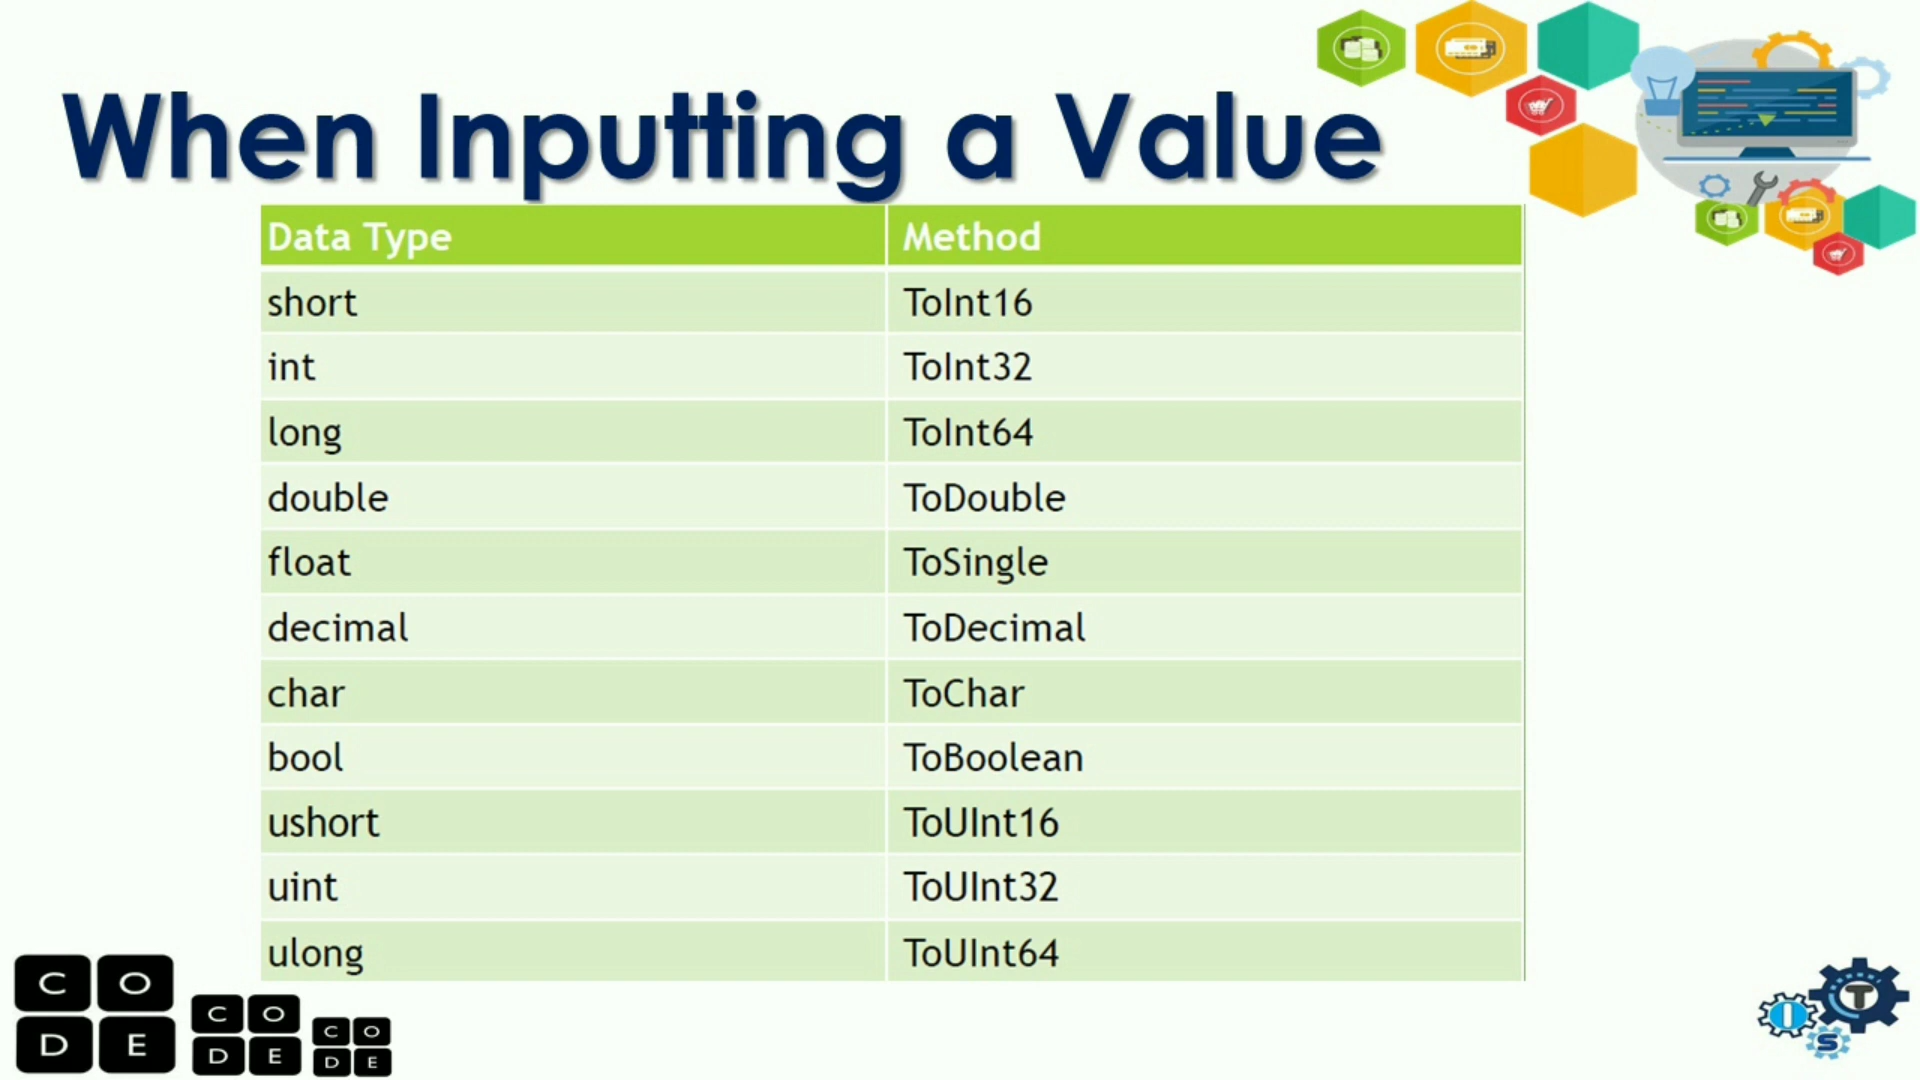 When Inputting a Value
Data Type Method
short ToInt16
int ToInt32
long ToInt64
double ToDouble
float ToSingle
decimal ToDecimal
char ToChar
bool ToBoolean
ushort ToUInt16
uint ToUInt32
ulong ToUInt64
C O
D E
C O
D E
C O
D E
I T
S